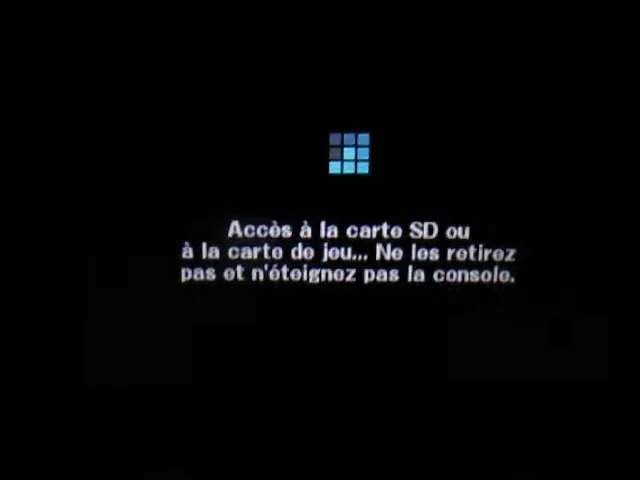 Accès à la carte SD ou
à la carte de jeu... Ne les retirez
pas et n'éteignez pas la console.